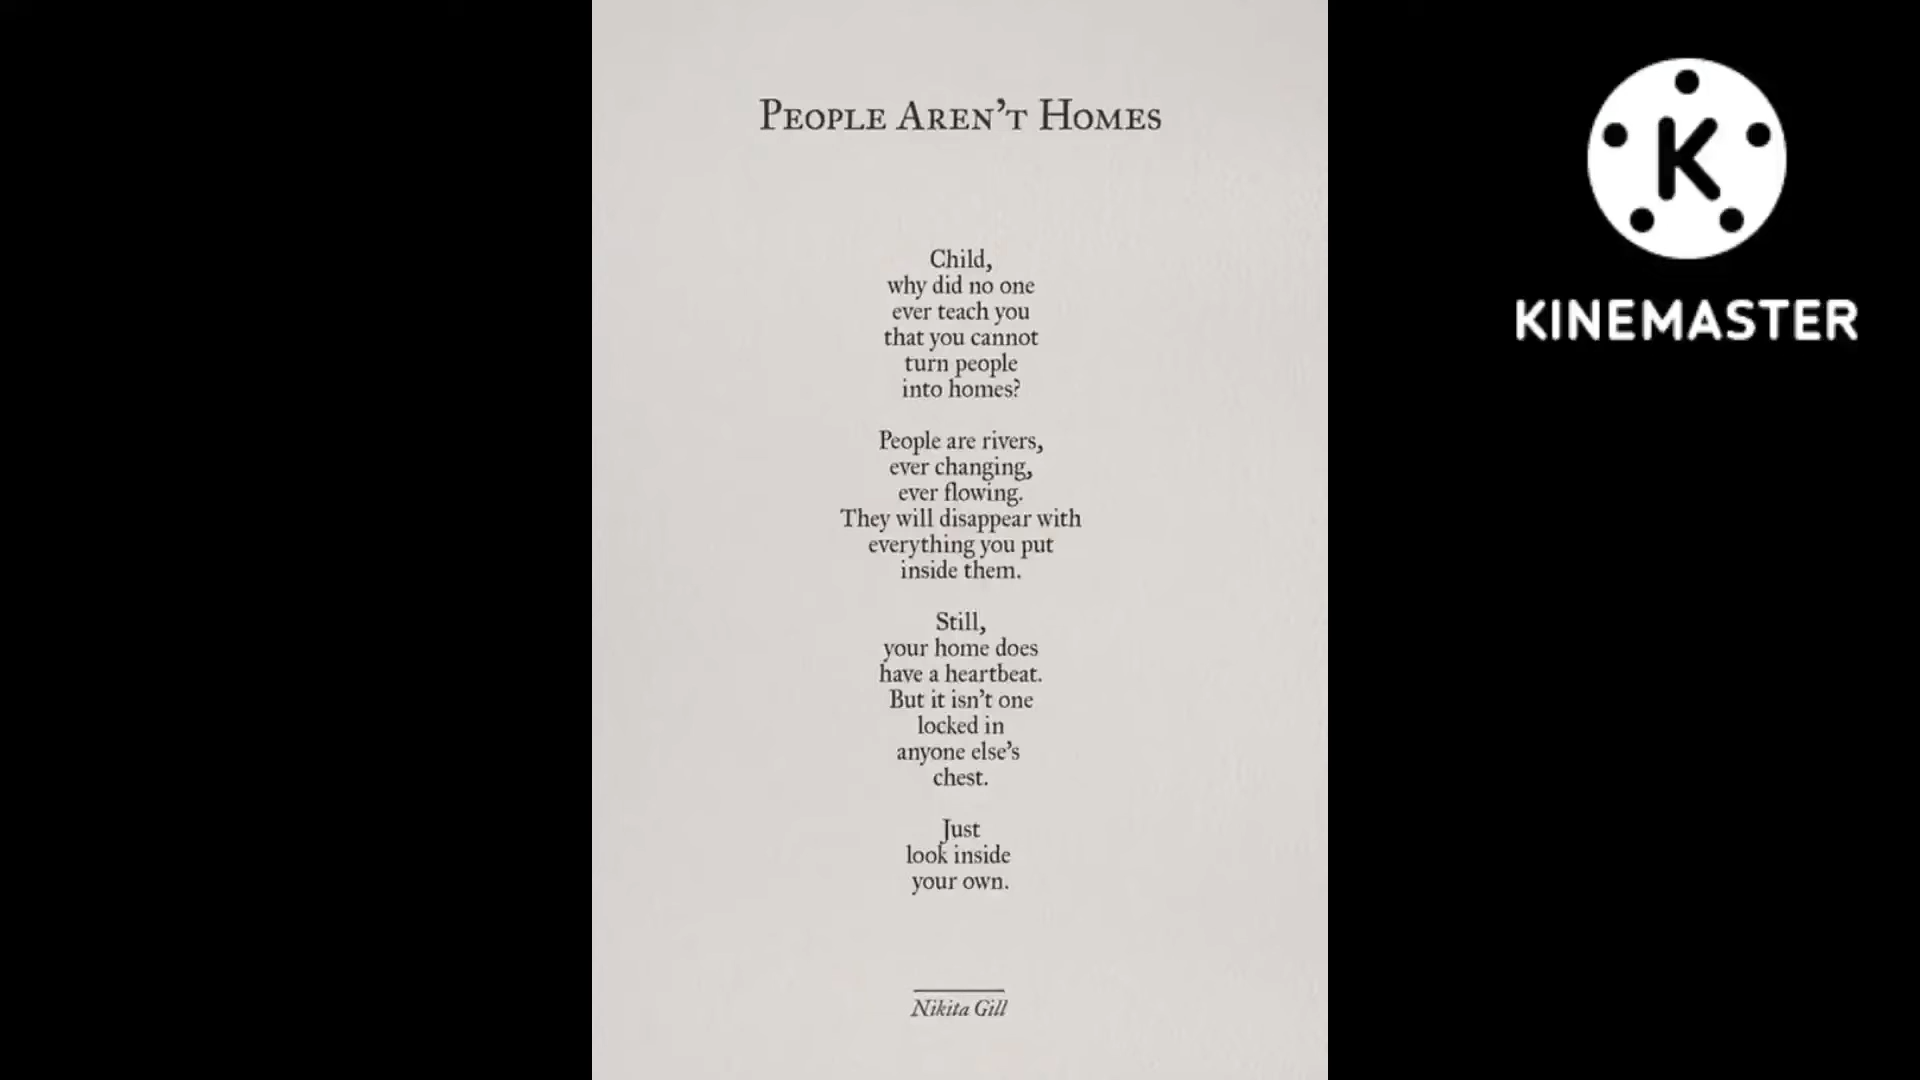 People Aren't Homes
Child,
why did no one
ever teach you
that you cannot
turn people
into homes?
People are rivers,
ever changing,
ever flowing.
They will disappear with
everything you put
inside them.
Still,
your home does
have a heartbeat.
But it isn't one
locked in
anyone else's
chest.
Just
look inside
your own.
Nikita Gill
K
KINEMASTER